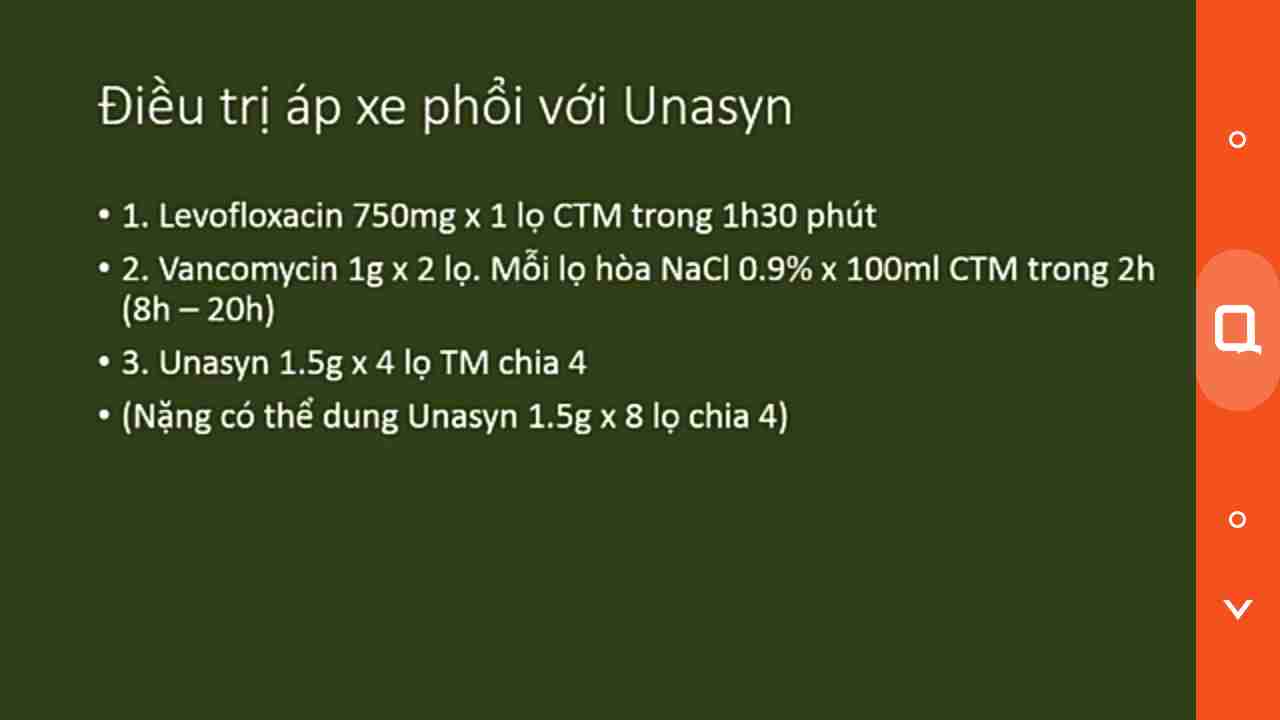 Điều trị áp xe phổi với Unasyn
• 1. Levofloxacin 750mg x 1 lọ CTM trong 1h30 phút
• 2. Vancomycin 1g x 2 lọ. Mỗi lọ hòa NaCl 0.9% x 100ml CTM trong 2h
(8h – 20h)
• 3. Unasyn 1.5g x 4 lọ TM chia 4
• (Nặng có thể dung Unasyn 1.5g x 8 lọ chia 4)